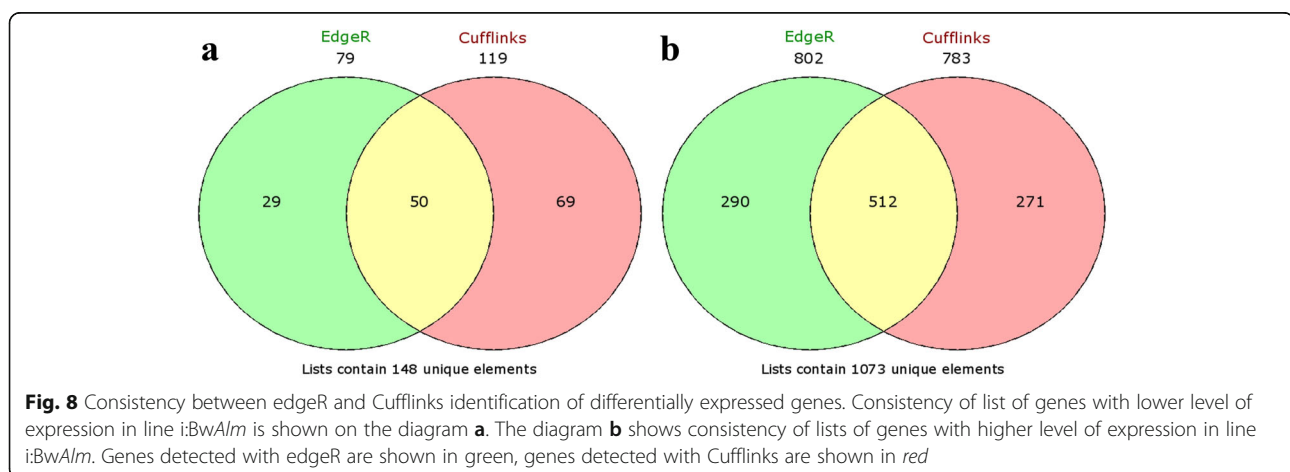 a
EdgeR
79
Cufflinks
119
29
50
69
Lists contain 148 unique elements
b
EdgeR
802
Cufflinks
783
290
512
271
Lists contain 1073 unique elements
Fig. 8 Consistency between edgeR and Cufflinks identification of differentially expressed genes. Consistency of list of genes with lower level of
expression in line i:BwAlm is shown on the diagram a. The diagram b shows consistency of lists of genes with higher level of expression in line
i:BwAlm. Genes detected with edgeR are shown in green, genes detected with Cufflinks are shown in red